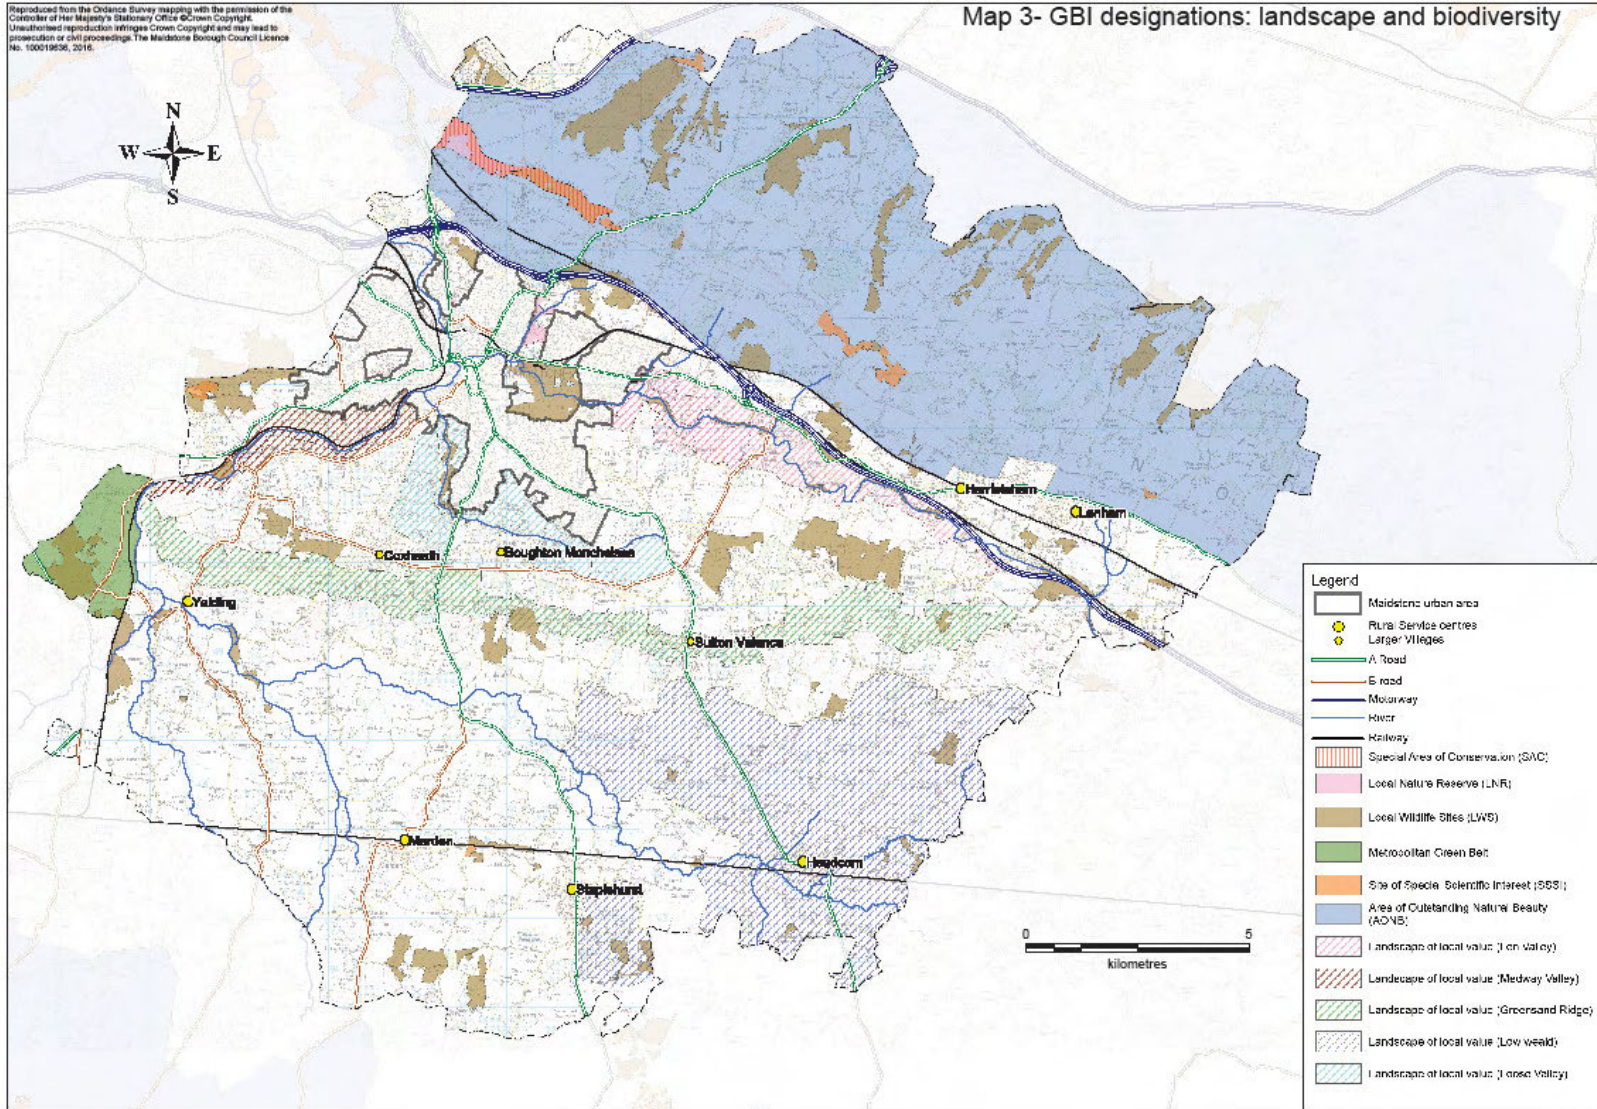 Reproduced from the Ordance Survey mapping with the permission of the
Controller of Her Majesty's Stationary Office ©Crown Copyright.
Unauthorised reproduction infringes Crown Copyright and may lead to
prosecution or civil proceedings. The Maidstone Borough Council Licence
No. 100019636, 2016.
Map 3- GBI designations: landscape and biodiversity
N
W E
S
Harrietsham
Lenham
Coxheath
Boughton Monchelsea
Yalding
Sutton Valence
Marden
Headcorn
Staplehurst
0 5
kilometres
Legend
Maidstone urban area
Rural Service centres
Larger Villages
A Road
B road
Motorway
River
Railway
Special Area of Conservation (SAC)
Local Nature Reserve (LNR)
Local Wildlife Sites (LWS)
Metropolitan Green Belt
Site of Special Scientific Interest (SSSI)
Area of Outstanding Natural Beauty
(AONB)
Landscape of local value (Len Valley)
Landscape of local value (Medway Valley)
Landscape of local value (Greensand Ridge)
Landscape of local value (Low weald)
Landscape of local value (Loose Valley)